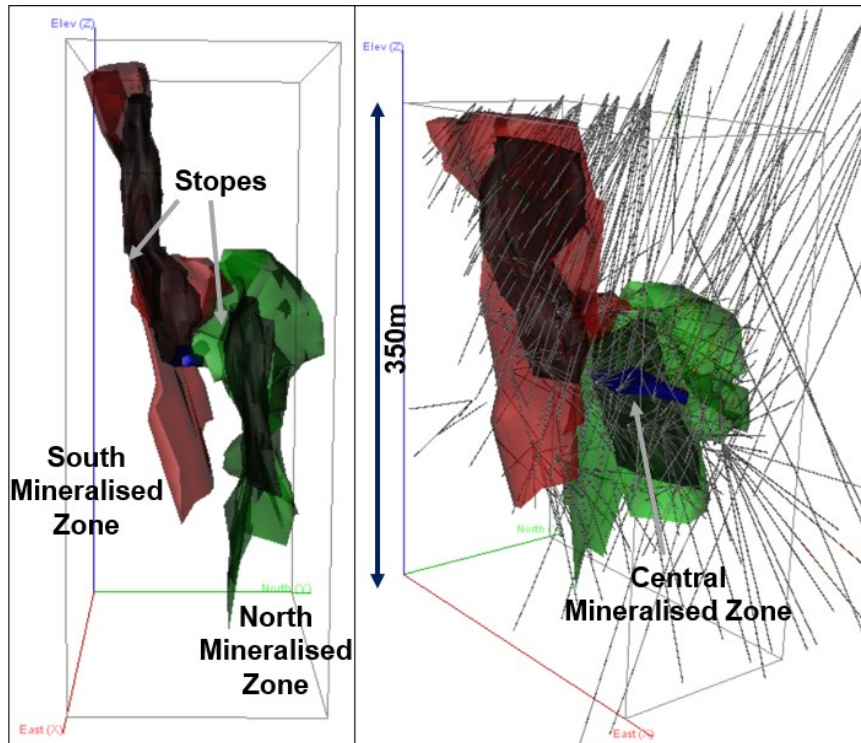 Elev (Z)
Stopes
South
Mineralised
Zone
North (Y)
North
Mineralised
Zone
East (X)
Elev (Z)
350m
North (
Central
Mineralised Zone
East (X)